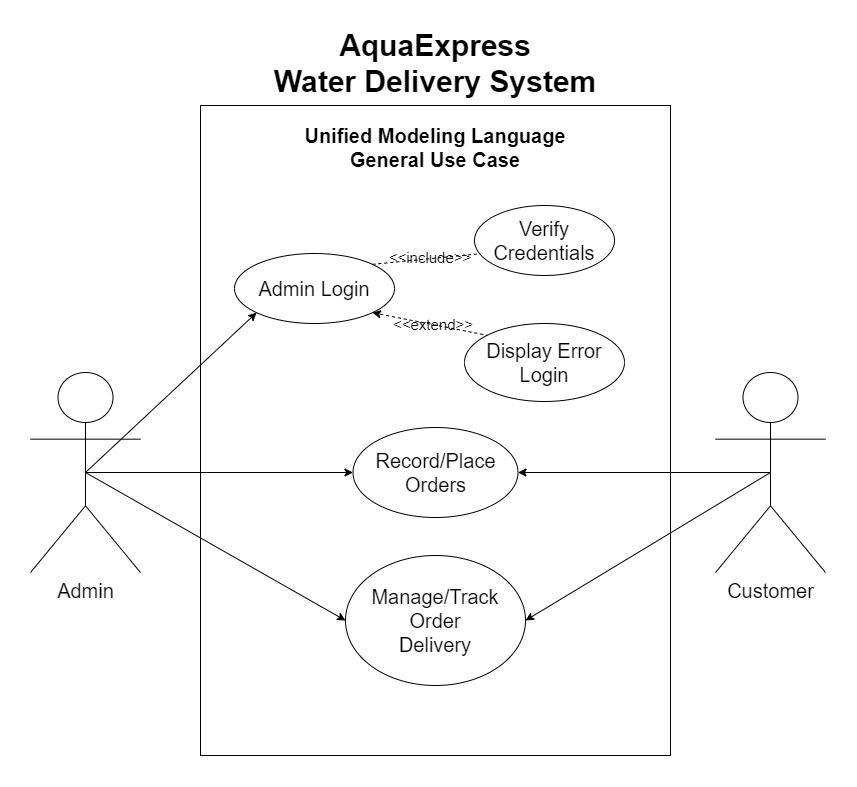 AquaExpress
Water Delivery System
Unified Modeling Language
General Use Case
Verify
Credentials
<<include>>
Admin Login
<<extend>>
Display Error
Login
Record/Place
Orders
Admin
Customer
Manage/Track
Order
Delivery